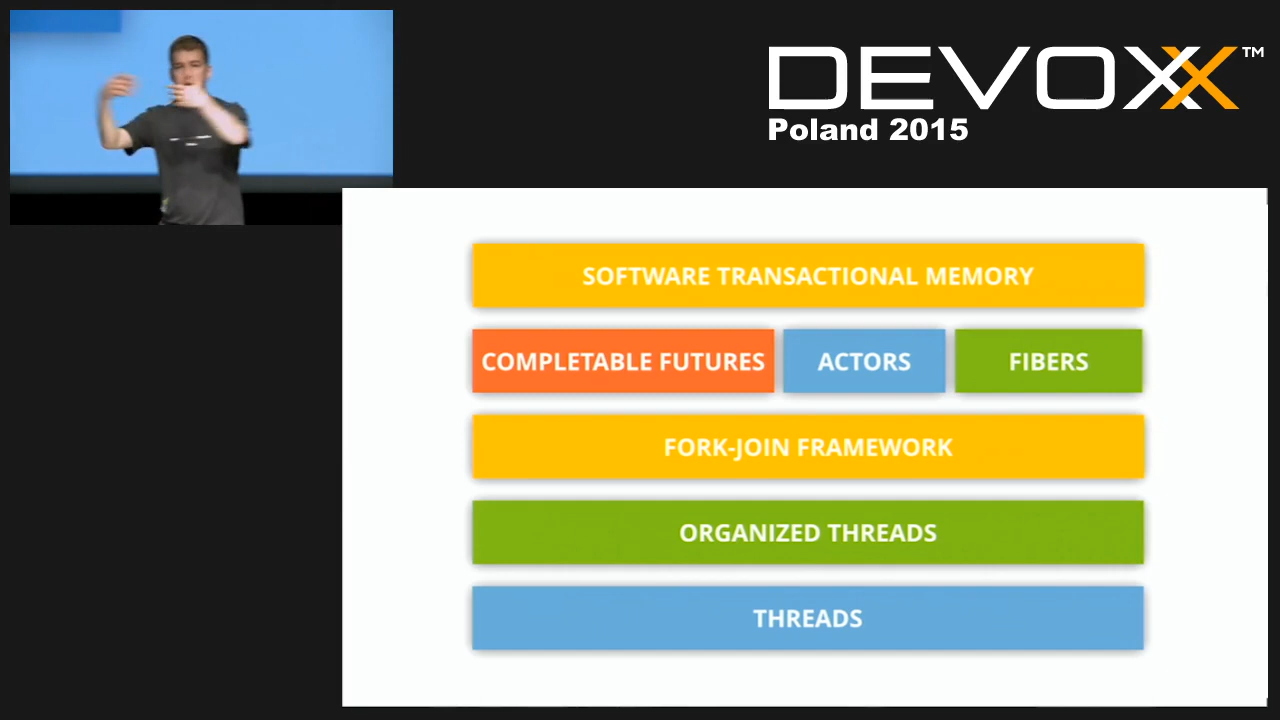 DEVOXX™
Poland 2015
SOFTWARE TRANSACTIONAL MEMORY
COMPLETABLE FUTURES
ACTORS
FIBERS
FORK-JOIN FRAMEWORK
ORGANIZED THREADS
THREADS